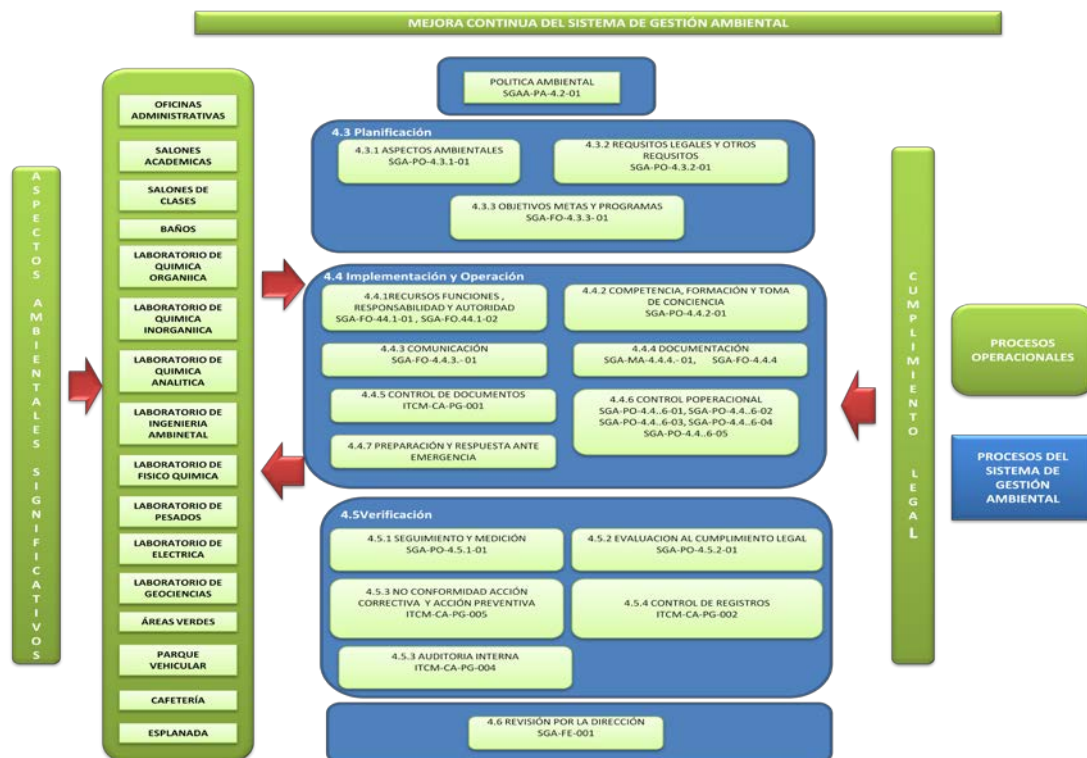 MEJORA CONTINUA DEL SISTEMA DE GESTIÓN AMBIENTAL
ASPECTOS AMBIENTALES SIGNIFICATIVOS
OFICINAS
ADMINISTRATIVAS
SALONES
ACADEMICAS
SALONES DE
CLASES
BAÑOS
LABORATORIO DE
QUIMICA
ORGANIICA
LABORATORIO DE
QUIMICA
INORGANIICA
LABORATORIO DE
QUIMICA
ANALITICA
LABORATORIO DE
INGENIERIA
AMBINETAL
LABORATORIO DE
FISICO QUIMICA
LABORATORIO DE
PESADOS
LABORATORIO DE
ELECTRICA
LABORATORIO DE
GEOCIENCIAS
ÁREAS VERDES
PARQUE
VEHICULAR
CAFETERÍA
ESPLANADA
POLITICA AMBIENTAL
SGAA-PA-4.2-01
4.3 Planificación
4.3.1 ASPECTOS AMBIENTALES
SGA-PO-4.3.1-01
4.3.2 REQUSITOS LEGALES Y OTROS
REQUSITOS
SGA-PO-4.3.2-01
4.3.3 OBJETIVOS METAS Y PROGRAMAS
SGA-FO-4.3.3- 01
4.4 Implementación y Operación
4.4.1RECURSOS FUNCIONES ,
RESPONSABILIDAD Y AUTORIDAD
SGA-FO-44.1-01 , SGA-FO.44.1-02
4.4.2 COMPETENCIA, FORMACIÓN Y TOMA
DE CONCIENCIA
SGA-PO-4.4.2-01
4.4.3 COMUNICACIÓN
SGA-FO-4.4.3.- 01
4.4.4 DOCUMENTACIÓN
SGA-MA-4.4.4.- 01, SGA-FO-4.4.4
4.4.5 CONTROL DE DOCUMENTOS
ITCM-CA-PG-001
4.4.6 CONTROL POPERACIONAL
SGA-PO-4.4..6-01, SGA-PO-4.4..6-02
SGA-PO-4.4..6-03, SGA-PO-4.4..6-04
SGA-PO-4.4..6-05
4.4.7 PREPARACIÓN Y RESPUESTA ANTE
EMERGENCIA
4.5Verificación
4.5.1 SEGUIMIENTO Y MEDICIÓN
SGA-PO-4.5.1-01
4.5.2 EVALUACION AL CUMPLIMIENTO LEGAL
SGA-PO-4.5.2-01
4.5.3 NO CONFORMIDAD ACCIÓN
CORRECTIVA Y ACCIÓN PREVENTIVA
ITCM-CA-PG-005
4.5.4 CONTROL DE REGISTROS
ITCM-CA-PG-002
4.5.3 AUDITORIA INTERNA
ITCM-CA-PG-004
4.6 REVISIÓN POR LA DIRECCIÓN
SGA-FE-001
CUMPLIMIENTO LEGAL
PROCESOS
OPERACIONALES
PROCESOS DEL
SISTEMA DE
GESTIÓN
AMBIENTAL